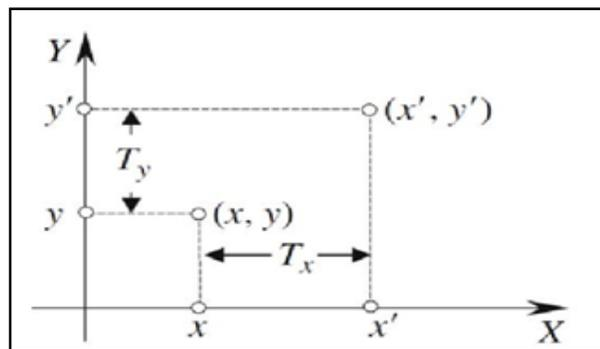 Y
y′
(x′, y′)
T_y
y
(x, y)
T_x
x
x′
X